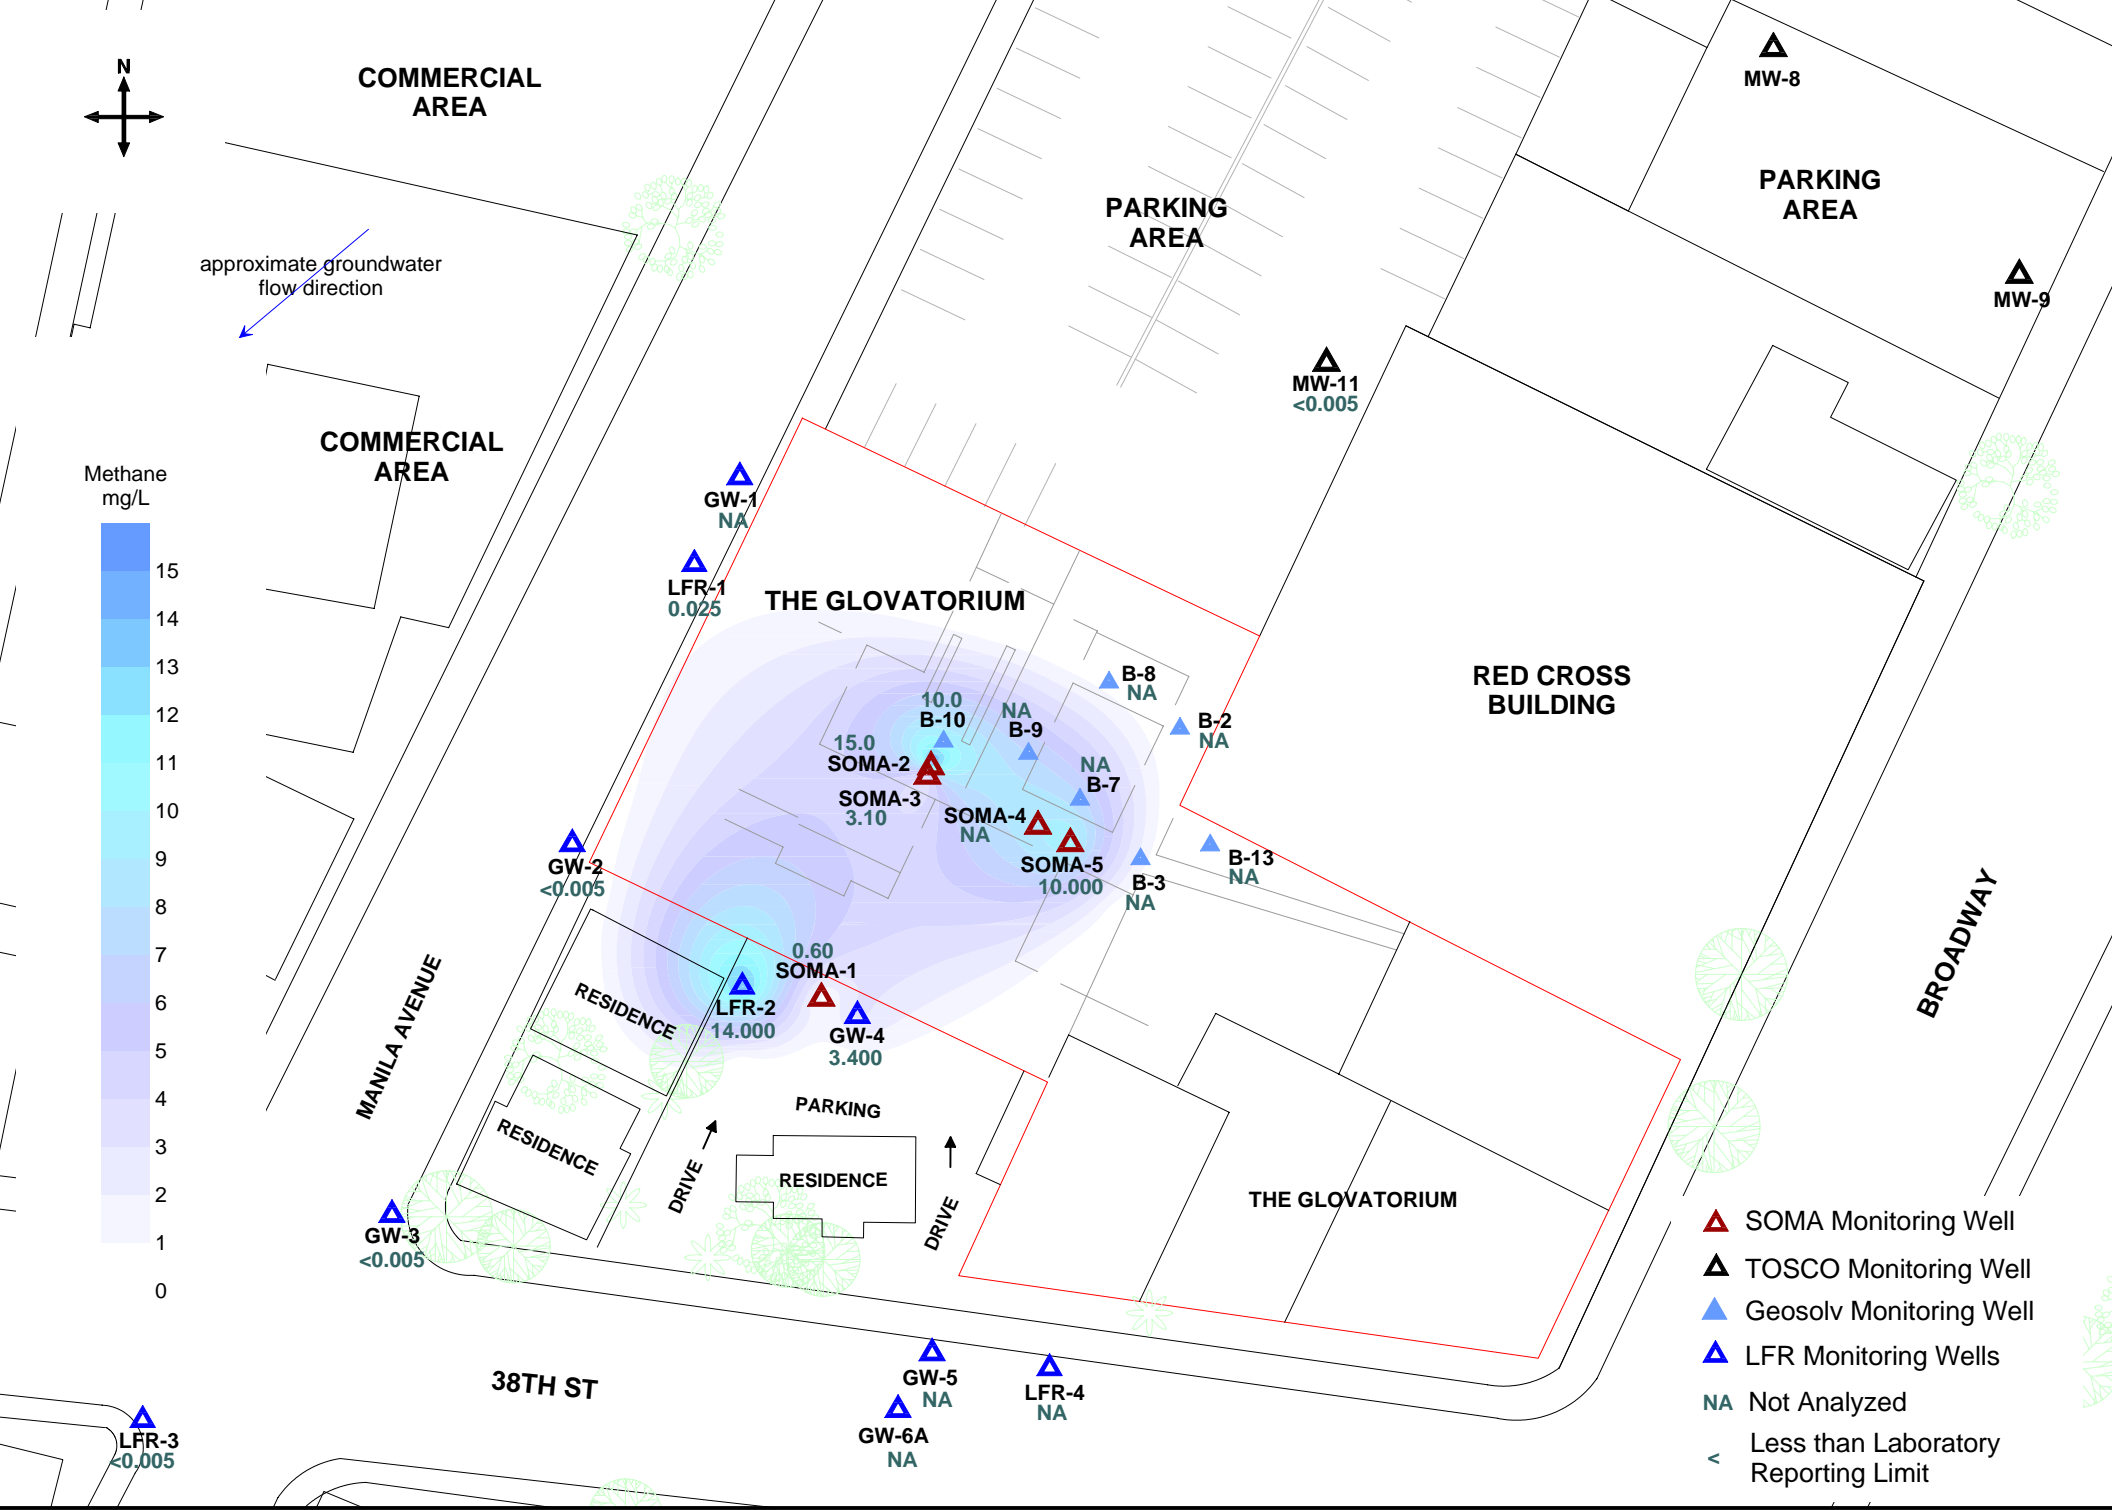 N
COMMERCIAL
AREA
MW-8
PARKING
AREA
PARKING
AREA
approximate groundwater
flow direction
MW-9
MW-11
<0.005
COMMERCIAL
AREA
Methane
mg/L
15
14
13
12
11
10
9
8
7
6
5
4
3
2
1
0
GW-1
NA
LFR-1
0.025
THE GLOVATORIUM
B-8
NA
RED CROSS
BUILDING
10.0
B-10
NA
B-9
B-2
NA
15.0
SOMA-2
NA
B-7
SOMA-3
3.10
SOMA-4
NA
SOMA-5
10.000
B-13
NA
B-3
NA
GW-2
<0.005
BROADWAY
0.60
SOMA-1
RESIDENCE
LFR-2
14.000
GW-4
3.400
MANILA AVENUE
PARKING
RESIDENCE
DRIVE
RESIDENCE
DRIVE
THE GLOVATORIUM
GW-3
<0.005
SOMA Monitoring Well
TOSCO Monitoring Well
Geosolv Monitoring Well
LFR Monitoring Wells
NA Not Analyzed
< Less than Laboratory
Reporting Limit
38TH ST
GW-5
NA
LFR-4
NA
GW-6A
NA
LFR-3
<0.005